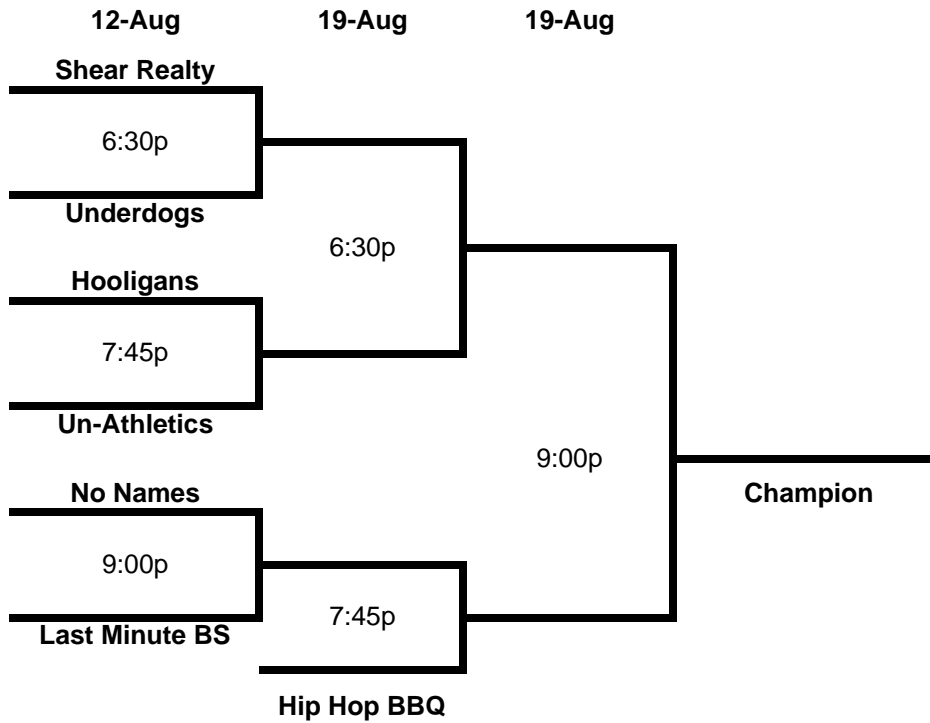 12-Aug 19-Aug 19-Aug
Shear Realty
6:30p
Underdogs
6:30p
Hooligans
7:45p
Un-Athletics
9:00p
No Names
Champion
9:00p
7:45p
Last Minute BS
Hip Hop BBQ